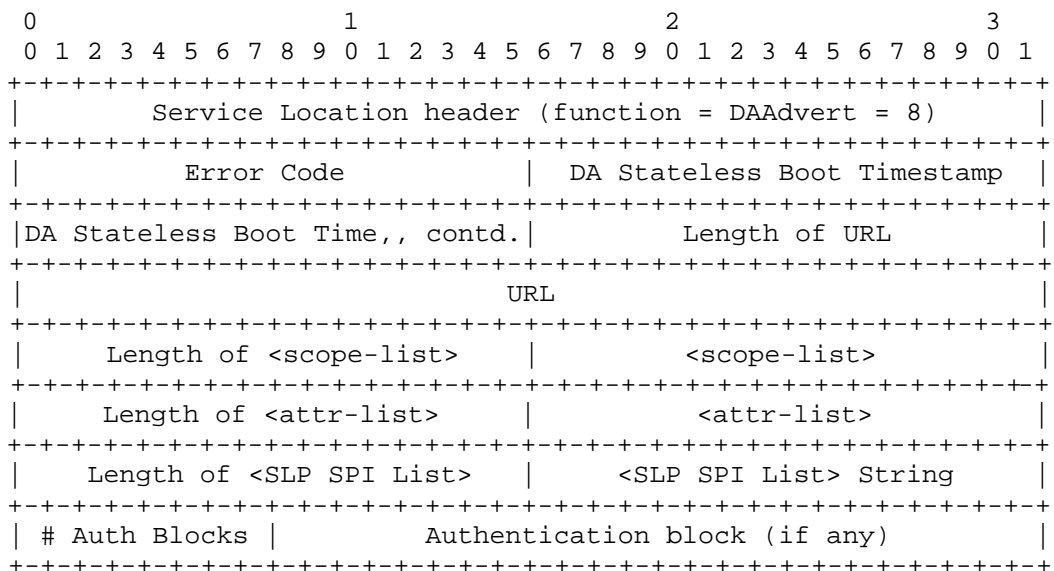 0                   1                   2                   3
 0 1 2 3 4 5 6 7 8 9 0 1 2 3 4 5 6 7 8 9 0 1 2 3 4 5 6 7 8 9 0 1
+-+-+-+-+-+-+-+-+-+-+-+-+-+-+-+-+-+-+-+-+-+-+-+-+-+-+-+-+-+-+-+-+
|        Service Location header (function = DAAdvert = 8)      |
+-+-+-+-+-+-+-+-+-+-+-+-+-+-+-+-+-+-+-+-+-+-+-+-+-+-+-+-+-+-+-+-+
|          Error Code           |  DA Stateless Boot Timestamp  |
+-+-+-+-+-+-+-+-+-+-+-+-+-+-+-+-+-+-+-+-+-+-+-+-+-+-+-+-+-+-+-+-+
|DA Stateless Boot Time,, contd.|         Length of URL         |
+-+-+-+-+-+-+-+-+-+-+-+-+-+-+-+-+-+-+-+-+-+-+-+-+-+-+-+-+-+-+-+-+
|                              URL                              |
+-+-+-+-+-+-+-+-+-+-+-+-+-+-+-+-+-+-+-+-+-+-+-+-+-+-+-+-+-+-+-+-+
|     Length of <scope-list>    |         <scope-list>          |
+-+-+-+-+-+-+-+-+-+-+-+-+-+-+-+-+-+-+-+-+-+-+-+-+-+-+-+-+-+-+-+-+
|     Length of <attr-list>     |          <attr-list>          |
+-+-+-+-+-+-+-+-+-+-+-+-+-+-+-+-+-+-+-+-+-+-+-+-+-+-+-+-+-+-+-+-+
|    Length of <SLP SPI List>   |     <SLP SPI List> String     |
+-+-+-+-+-+-+-+-+-+-+-+-+-+-+-+-+-+-+-+-+-+-+-+-+-+-+-+-+-+-+-+-+
| # Auth Blocks |         Authentication block (if any)         |
+-+-+-+-+-+-+-+-+-+-+-+-+-+-+-+-+-+-+-+-+-+-+-+-+-+-+-+-+-+-+-+-+